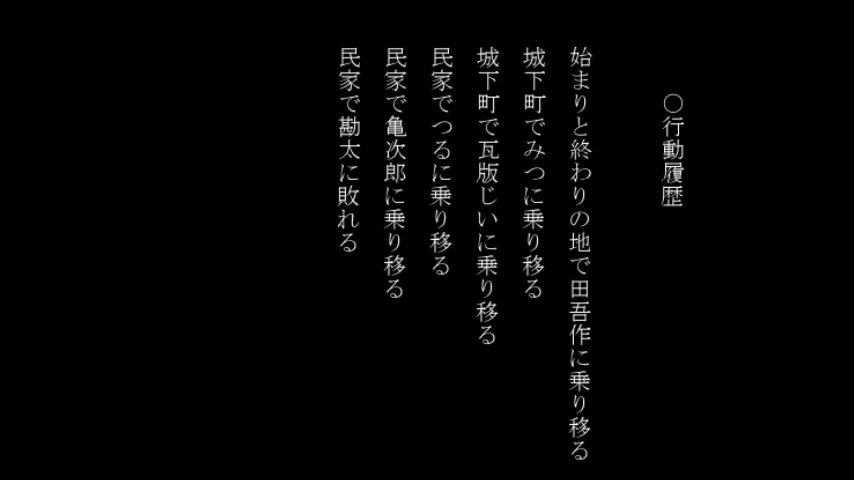 ○行動履歴
始まりと終わりの地で田吾作に乗り移る
城下町でみつに乗り移る
城下町で瓦版じいに乗り移る
民家でつるに乗り移る
民家で亀次郎に乗り移る
民家で勘太に敗れる